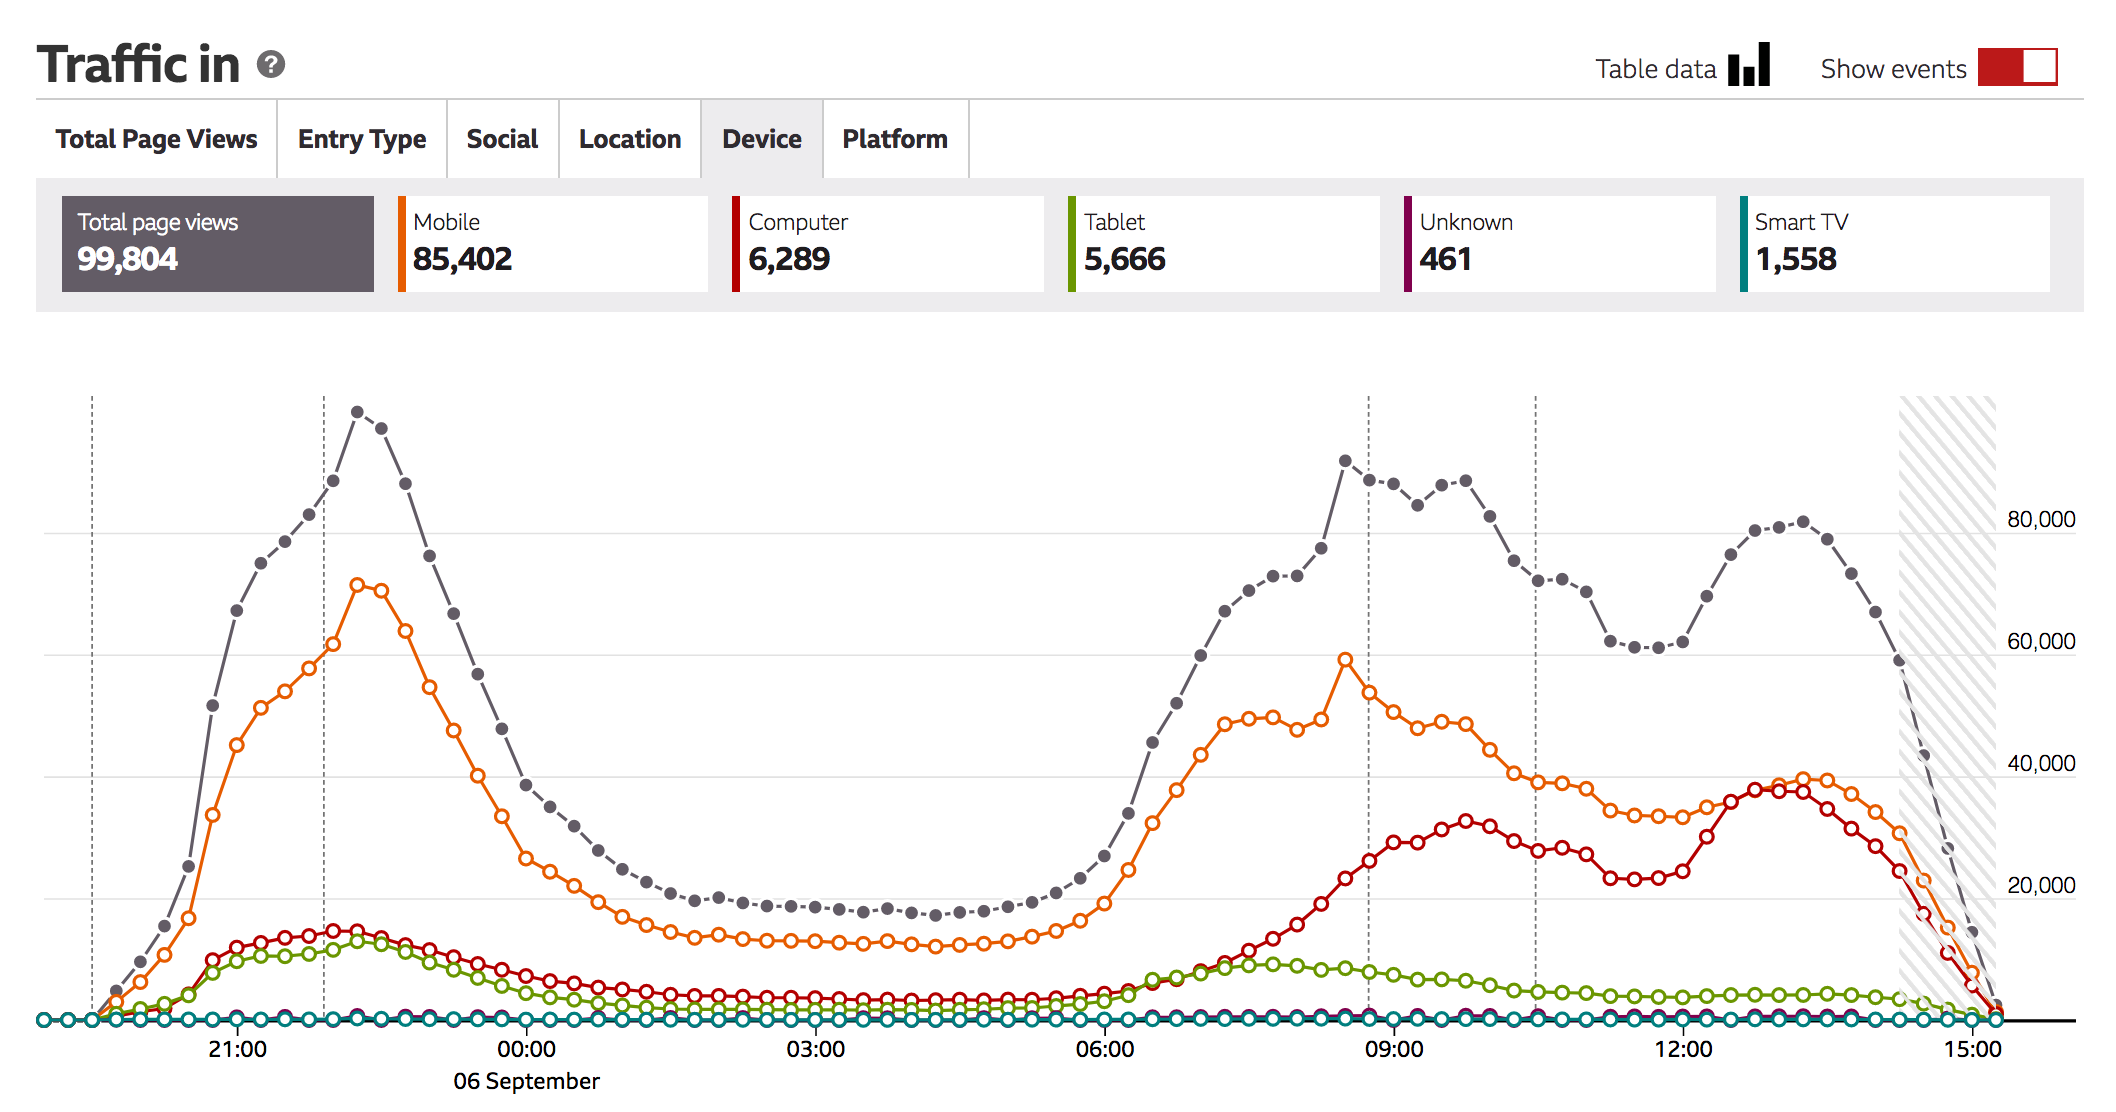 Traffic in ?
Table data
Show events
Total Page Views
Entry Type
Social
Location
Device
Platform
Total page views
99,804
Mobile
85,402
Computer
6,289
Tablet
5,666
Unknown
461
Smart TV
1,558
80,000
60,000
40,000
20,000
21:00 00:00 03:00 06:00 09:00 12:00 15:00
06 September